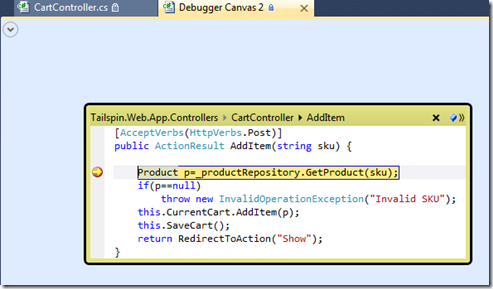 CartController.cs
Debugger Canvas 2
Tailspin.Web.App.Controllers CartController AddItem
[AcceptVerbs(HttpVerbs.Post)]
public ActionResult AddItem(string sku) {
Product p=_productRepository.GetProduct(sku);
if(p==null)
throw new InvalidOperationException("Invalid SKU");
this.CurrentCart.AddItem(p);
this.SaveCart();
return RedirectToAction("Show");
}